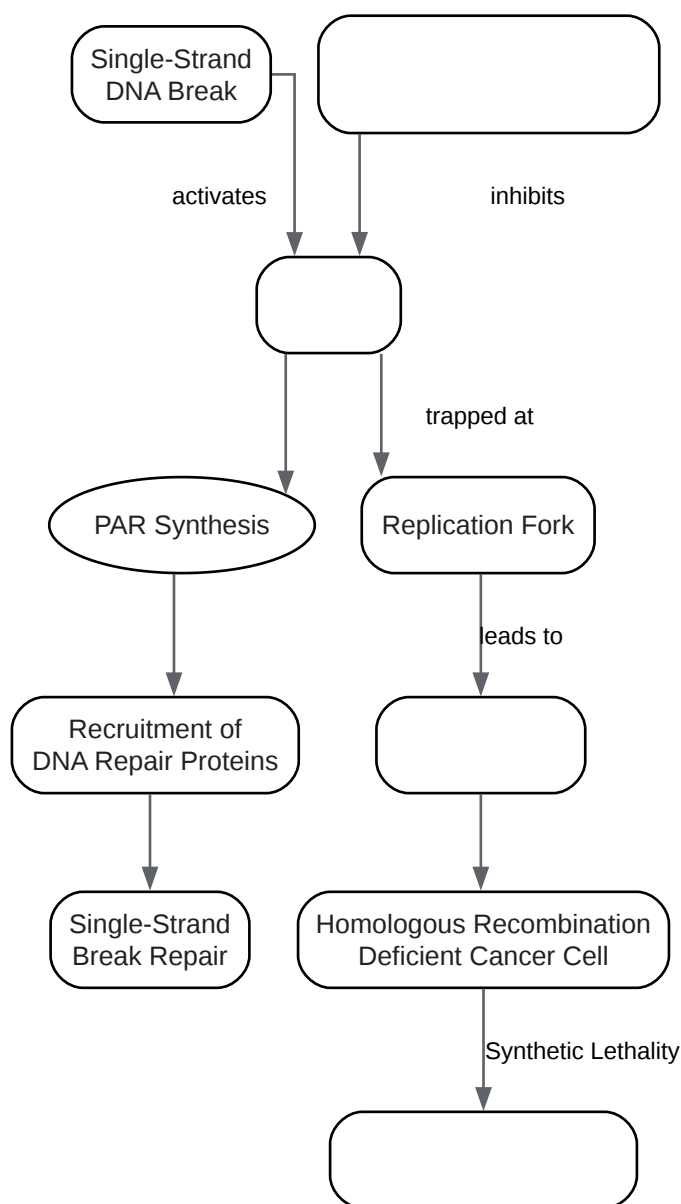 Single-Strand
DNA Break
activates
inhibits
trapped at
PAR Synthesis
Replication Fork
leads to
Recruitment of
DNA Repair Proteins
Single-Strand
Break Repair
Homologous Recombination
Deficient Cancer Cell
Synthetic Lethality